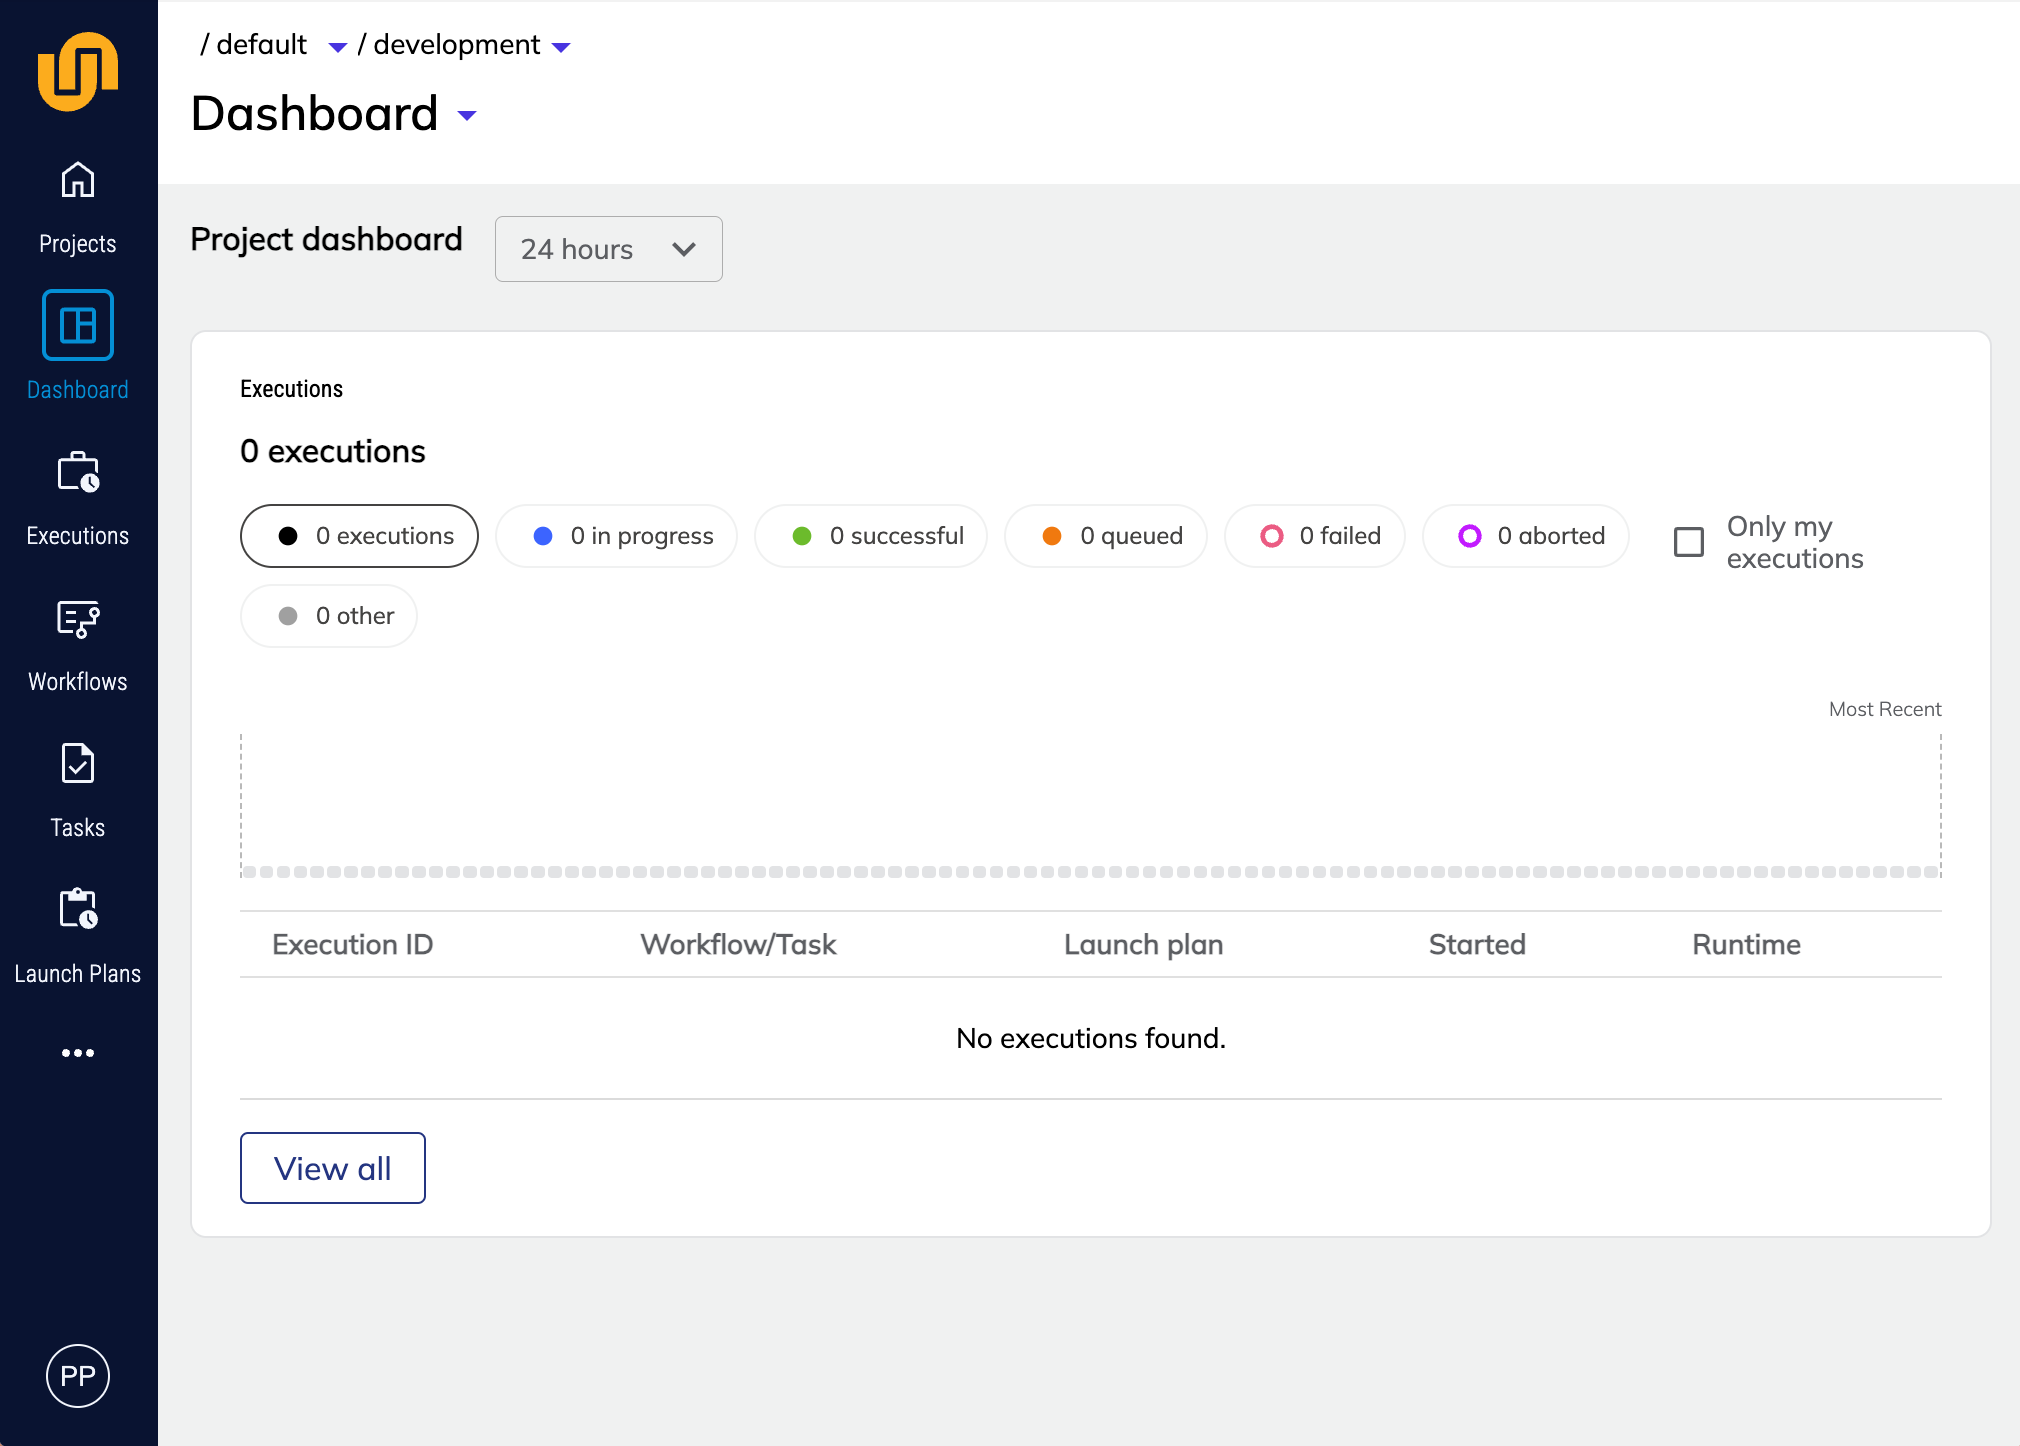 / default / development
Dashboard
Projects
Dashboard
Executions
Workflows
Tasks
Launch Plans
PP
Project dashboard
24 hours
Executions
0 executions
0 executions
0 in progress
0 successful
0 queued
0 failed
0 aborted
0 other
Only my
executions
Most Recent
Execution ID
Workflow/Task
Launch plan
Started
Runtime
No executions found.
View all